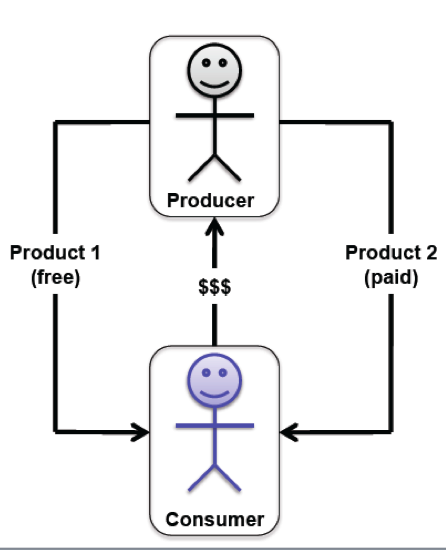 Producer
Product 1
(free)
$$$
Product 2
(paid)
Consumer